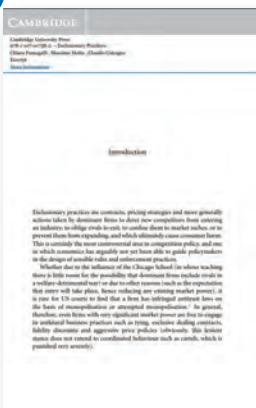 CAMBRIDGE
Cambridge University Press
Exclusionary Practices
Chiara Fumagalli, Massimo Motta, Claudio Calcagno
Excerpt
More Information
Introduction
Exclusionary practices are contracts, pricing strategies and more generally
actions taken by dominant firms to deter new competitors from entering
an industry, to oblige rivals to exit, to confine them to market niches, or to
prevent them from expanding, and which ultimately cause consumer harm.
This is certainly the most controversial area in competition policy, and one
in which economics has arguably not yet been able to guide policymakers
in the design of sensible rules and enforcement practices.
Whether due to the influence of the Chicago School (in whose teaching
there is little room for the possibility that dominant firms exclude rivals in
a welfare-detrimental way) or due to other reasons (such as the expectation
that entry will take place, hence reducing any existing market power), it
is rare for US courts to find that a firm has infringed antitrust laws on
the basis of monopolisation or attempted monopolisation. In general,
therefore, even firms with very significant market power are free to engage
in unilateral business practices such as tying, exclusive dealing contracts,
fidelity discounts and aggressive price policies (obviously, this lenient
stance does not extend to coordinated behaviour such as cartels, which is
punished very severely).